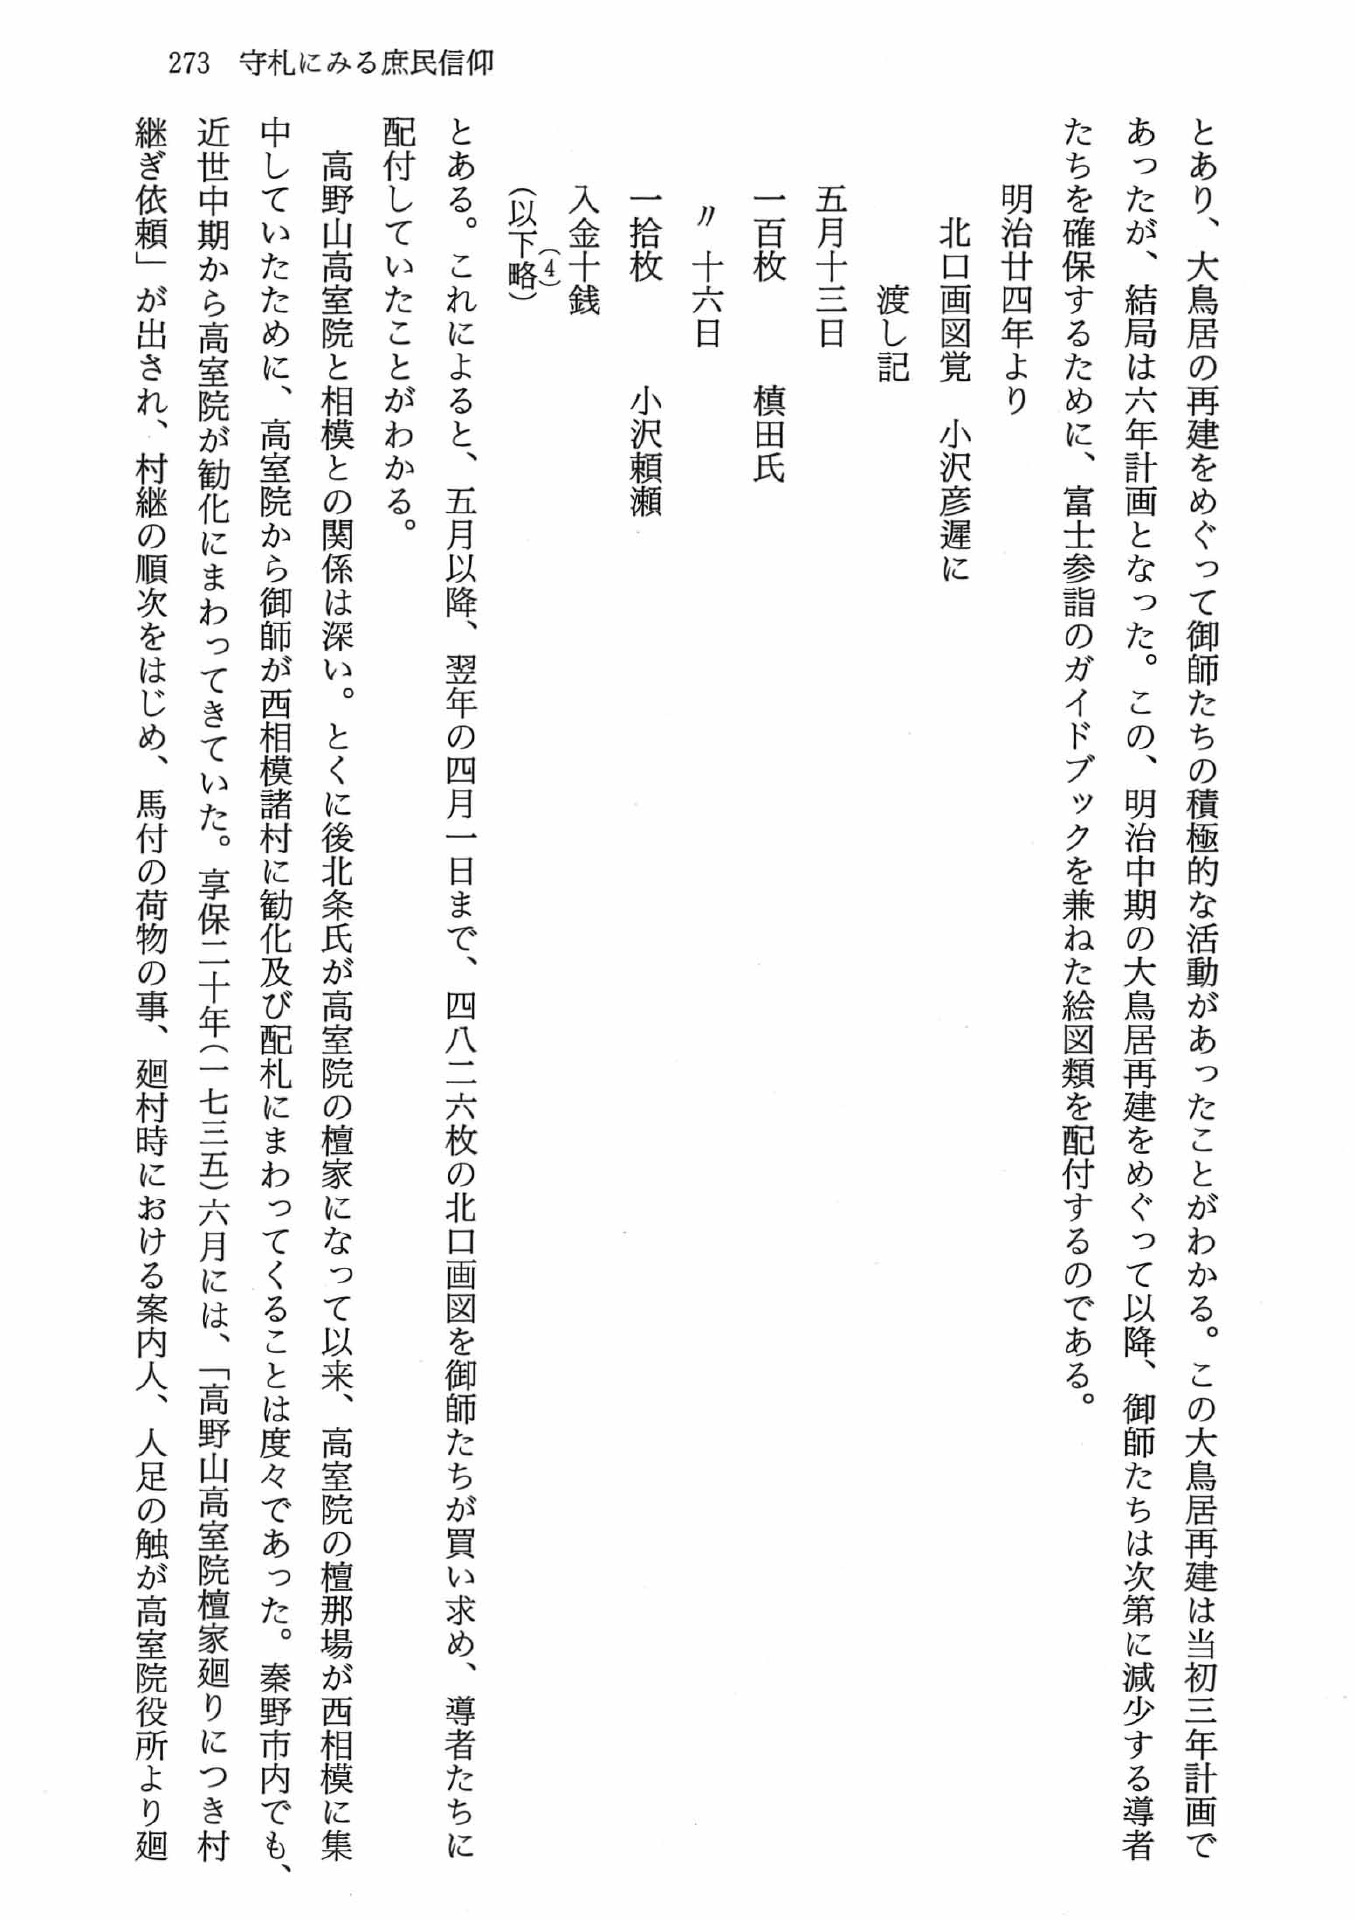 273　守札にみる庶民信仰
とあり、大鳥居の再建をめぐって御師たちの積極的な活動があったことがわかる。この大鳥居再建は当初三年計画で
あったが、結局は六年計画となった。この、明治中期の大鳥居再建をめぐって以降、御師たちは次第に減少する導者
たちを確保するために、富士参詣のガイドブックを兼ねた絵図類を配付するのである。
明治廿四年より
北口画図覚　小沢彦遅に
渡し記
五月十三日
一百枚　　　槙田氏
〃 十六日
一拾枚　　　小沢頼瀬
入金十銭
（以下略）（4）
とある。これによると、五月以降、翌年の四月一日まで、四八二六枚の北口画図を御師たちが買い求め、導者たちに
配付していたことがわかる。
高野山高室院と相模との関係は深い。とくに後北条氏が高室院の檀家になって以来、高室院の檀那場が西相模に集
中していたために、高室院から御師が西相模諸村に勧化及び配札にまわってくることは度々であった。秦野市内でも、
近世中期から高室院が勧化にまわってきていた。享保二十年（一七三五）六月には、「高野山高室院檀家廻りにつき村
継ぎ依頼」が出され、村継の順次をはじめ、馬付の荷物の事、廻村時における案内人、人足の触が高室院役所より廻